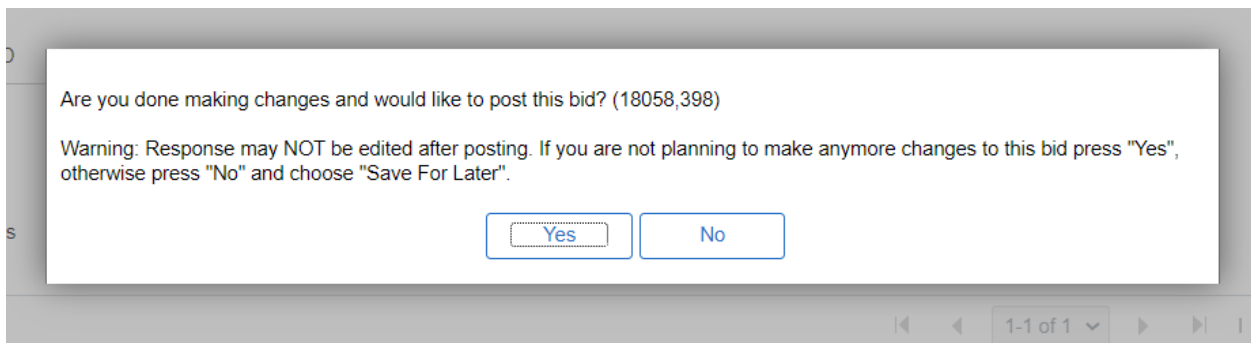 Are you done making changes and would like to post this bid? (18058,398)
Warning: Response may NOT be edited after posting. If you are not planning to make anymore changes to this bid press "Yes",
otherwise press "No" and choose "Save For Later".
Yes No
s
1-1 of 1